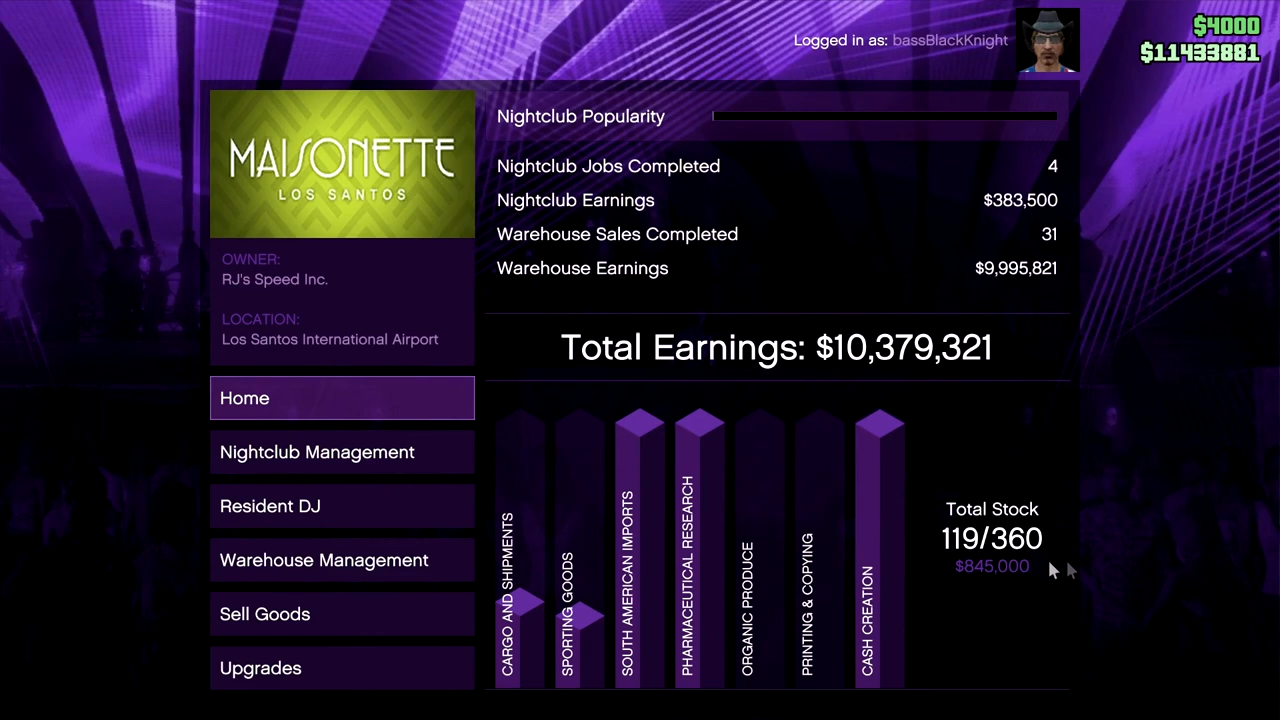 $4000
Logged in as: bassBlackKnight
$11433881
MAISONETTE
LOS SANTOS
OWNER:
RJ's Speed Inc.
LOCATION:
Los Santos International Airport
Home
Nightclub Management
Resident DJ
Warehouse Management
Sell Goods
Upgrades
Nightclub Popularity
Nightclub Jobs Completed 4
Nightclub Earnings $383,500
Warehouse Sales Completed 31
Warehouse Earnings $9,995,821
Total Earnings: $10,379,321
CARGO AND SHIPMENTS
SPORTING GOODS
SOUTH AMERICAN IMPORTS
PHARMACEUTICAL RESEARCH
ORGANIC PRODUCE
PRINTING & COPYING
CASH CREATION
Total Stock
119/360
$845,000